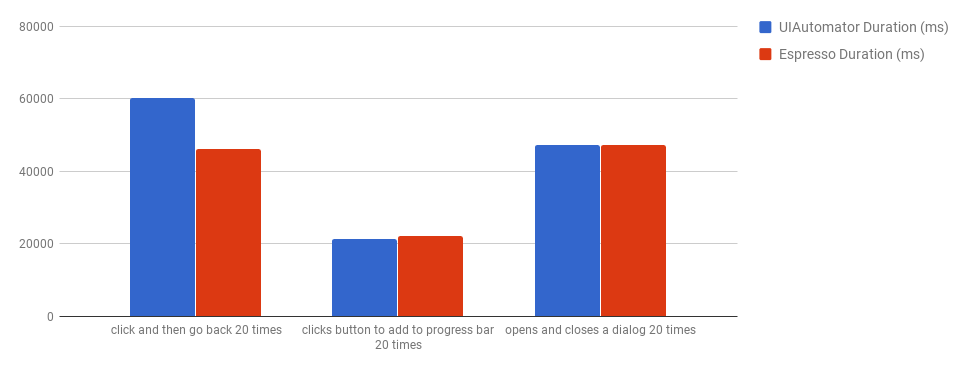 80000
60000
40000
20000
0
click and then go back 20 times
clicks button to add to progress bar
20 times
opens and closes a dialog 20 times
UIAutomator Duration (ms)
Espresso Duration (ms)